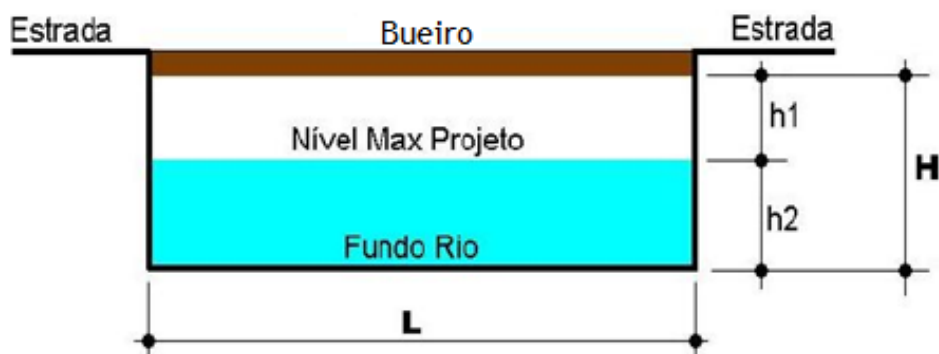 Estrada
Bueiro
Estrada
h1
Nível Max Projeto
H
h2
Fundo Rio
L